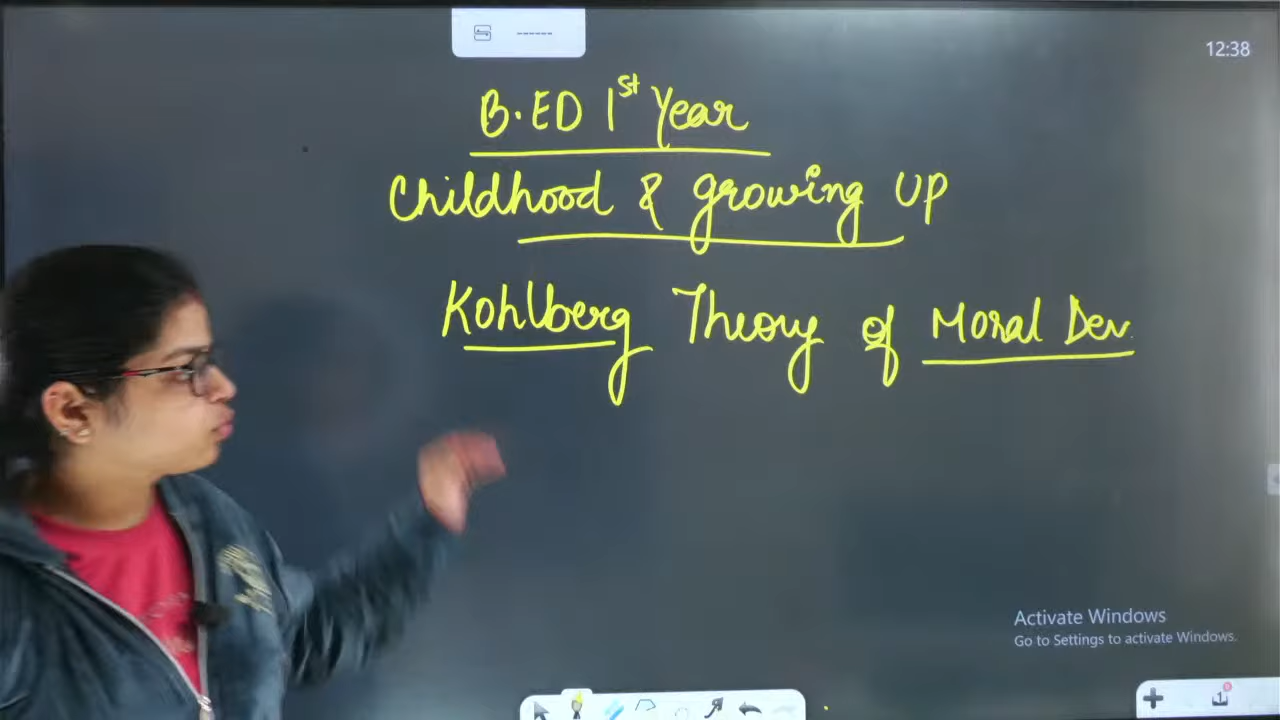 12:38
B.ED 1st Year
Childhood & growing UP
Kohlberg Theory of Moral Dev.
Activate Windows
Go to Settings to activate Windows.